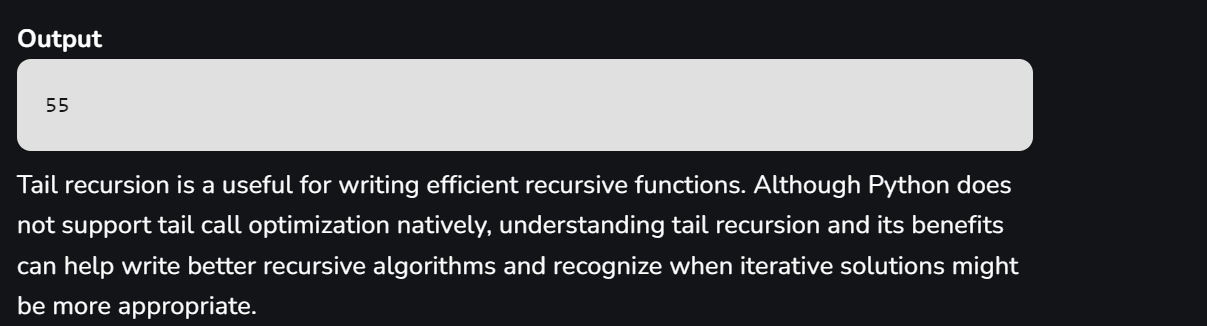 Output
55
Tail recursion is a useful for writing efficient recursive functions. Although Python does
not support tail call optimization natively, understanding tail recursion and its benefits
can help write better recursive algorithms and recognize when iterative solutions might
be more appropriate.